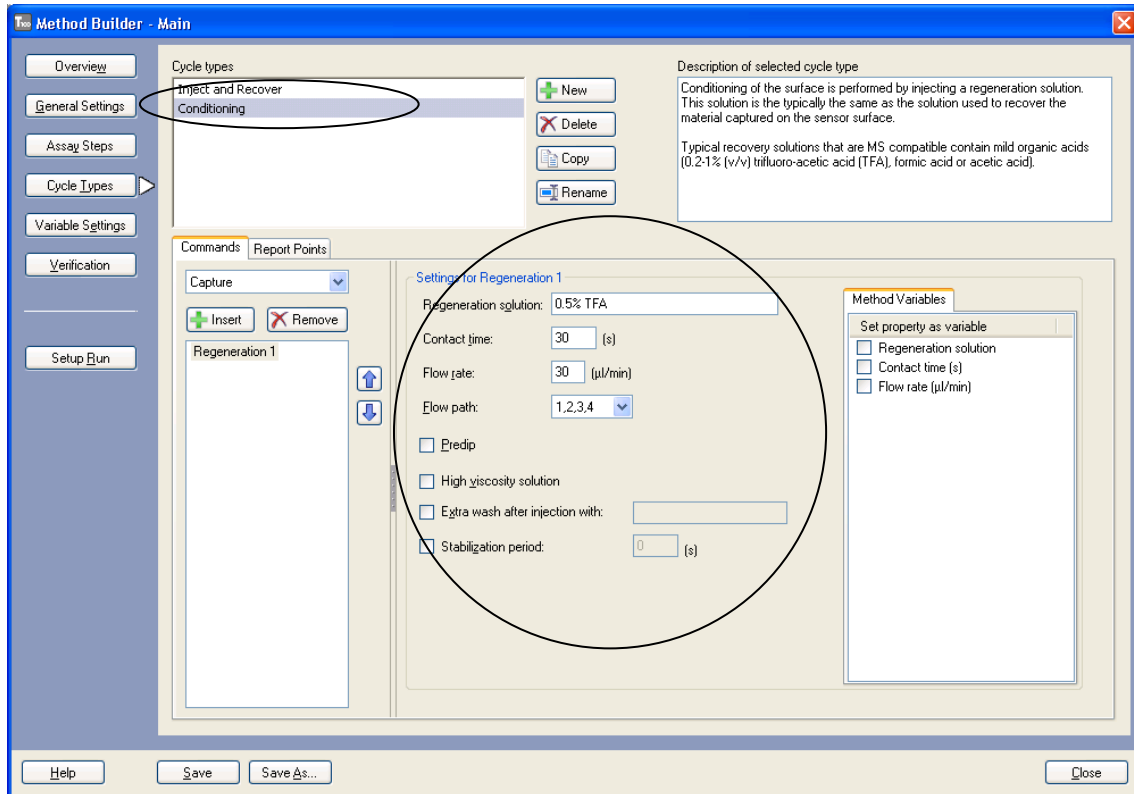 T100 Method Builder - Main
Overview
General Settings
Assay Steps
Cycle Types
Variable Settings
Verification
Setup Run
Cycle types
Inject and Recover
Conditioning
New
Delete
Copy
Rename
Description of selected cycle type
Conditioning of the surface is performed by injecting a regeneration solution.
This solution is the typically the same as the solution used to recover the
material captured on the sensor surface.
Typical recovery solutions that are MS compatible contain mild organic acids
(0.2-1% (v/v) trifluoro-acetic acid (TFA), formic acid or acetic acid).
Commands Report Points
Capture
Insert Remove
Regeneration 1
Settings for Regeneration 1
Regeneration solution: 0.5% TFA
Contact time: 30 (s)
Flow rate: 30 (µl/min)
Flow path: 1,2,3,4
Predip
High viscosity solution
Extra wash after injection with:
Stabilization period: 0 (s)
Method Variables
Set property as variable
Regeneration solution
Contact time (s)
Flow rate (µl/min)
Help Save Save As... Close